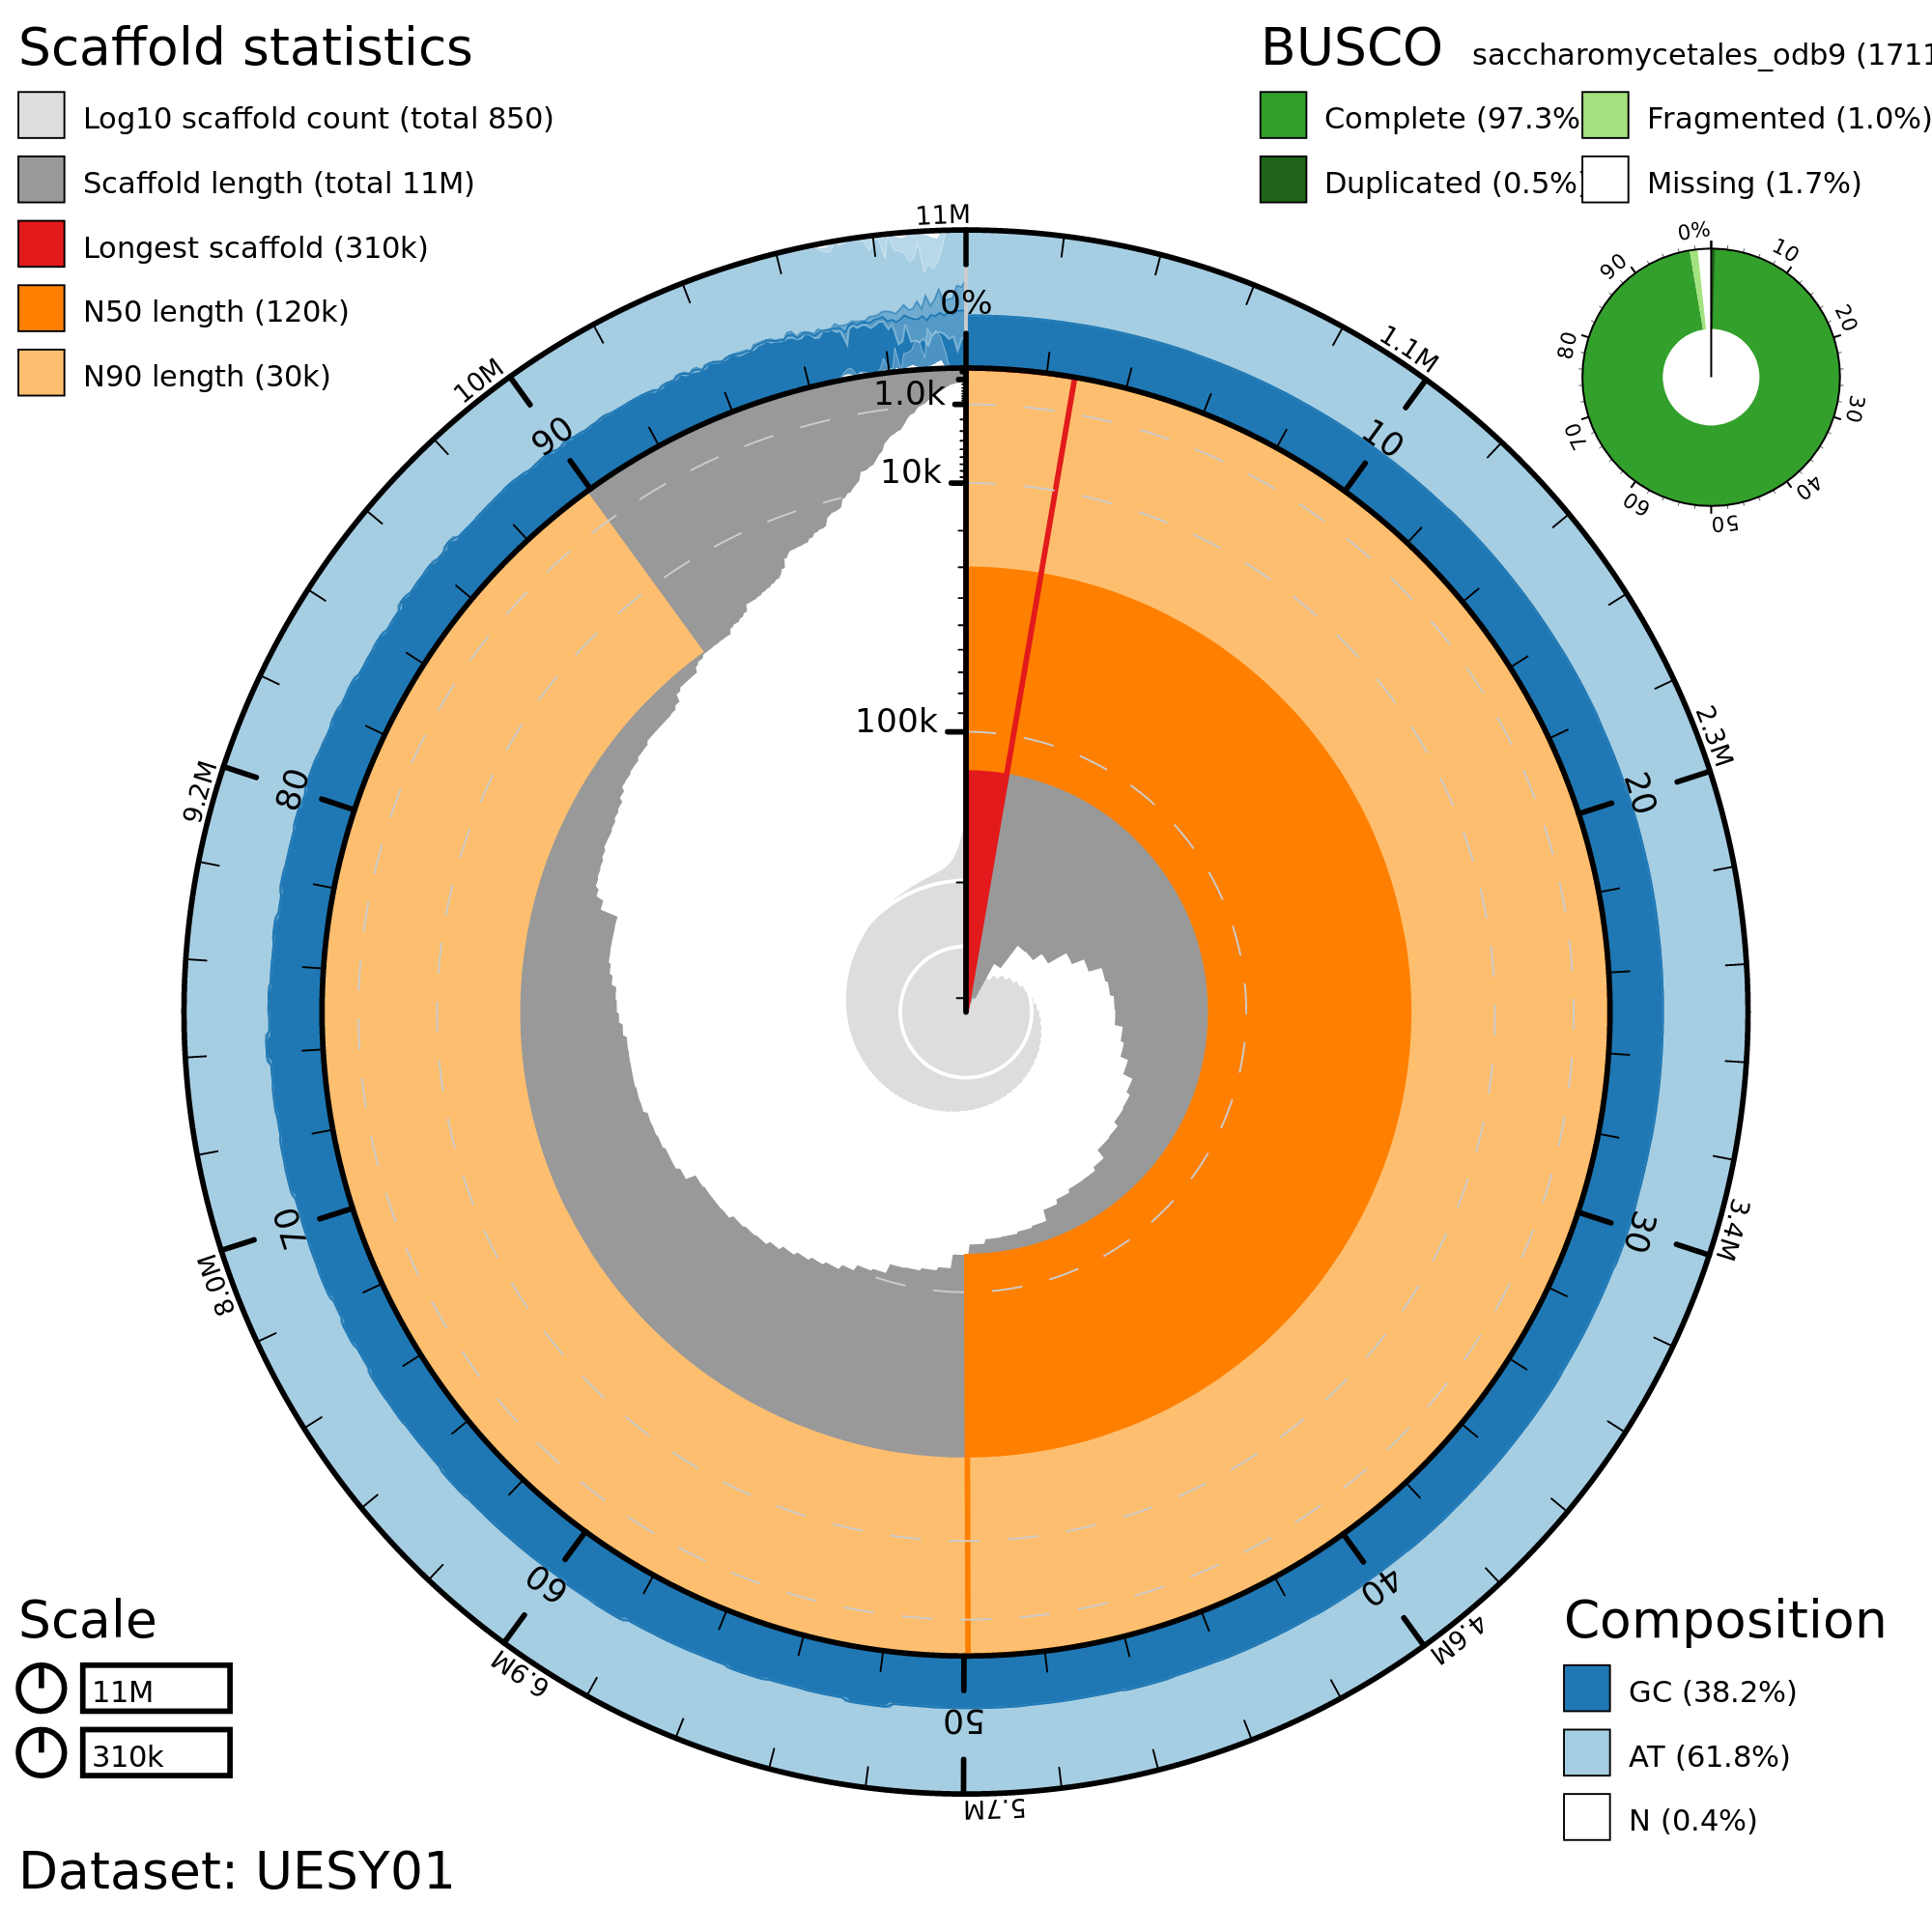 Scaffold statistics
Log10 scaffold count (total 850)
Scaffold length (total 11M)
Longest scaffold (310k)
N50 length (120k)
N90 length (30k)
BUSCO saccharomycetales_odb9 (1711
Complete (97.3%
Fragmented (1.0%)
Duplicated (0.5%)
Missing (1.7%)
0%
10
20
30
40
50
60
70
80
90
11M
1.1M
2.3M
3.4M
4.6M
5.7M
6.9M
8.0M
9.2M
10M
0%
10
20
30
40
50
60
70
80
90
1.0k
10k
100k
Scale
11M
310k
Composition
GC (38.2%)
AT (61.8%)
N (0.4%)
Dataset: UESY01